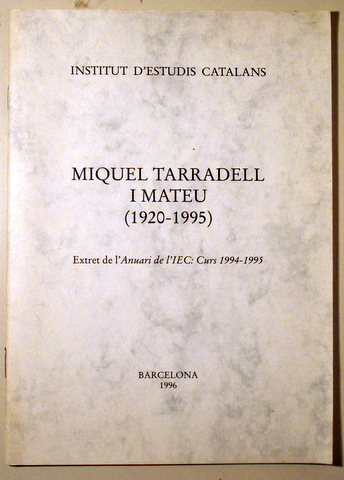 INSTITUT D'ESTUDIS CATALANS
MIQUEL TARRADELL
I MATEU
(1920-1995)
Extret de l'Anuari de l'IEC: Curs 1994-1995
BARCELONA
1996